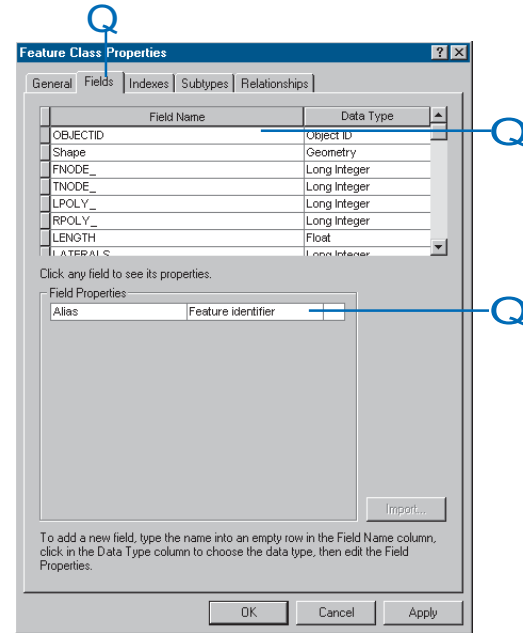 Q
Feature Class Properties
General Fields Indexes Subtypes Relationships
Field Name Data Type
OBJECTID Object ID
Q
Shape Geometry
FNODE_ Long Integer
TNODE_ Long Integer
LPOLY_ Long Integer
RPOLY_ Long Integer
LENGTH Float
LATERALS Long Integer
Click any field to see its properties.
Field Properties
Alias Feature identifier
Q
Import...
To add a new field, type the name into an empty row in the Field Name column,
click in the Data Type column to choose the data type, then edit the Field
Properties.
OK Cancel Apply